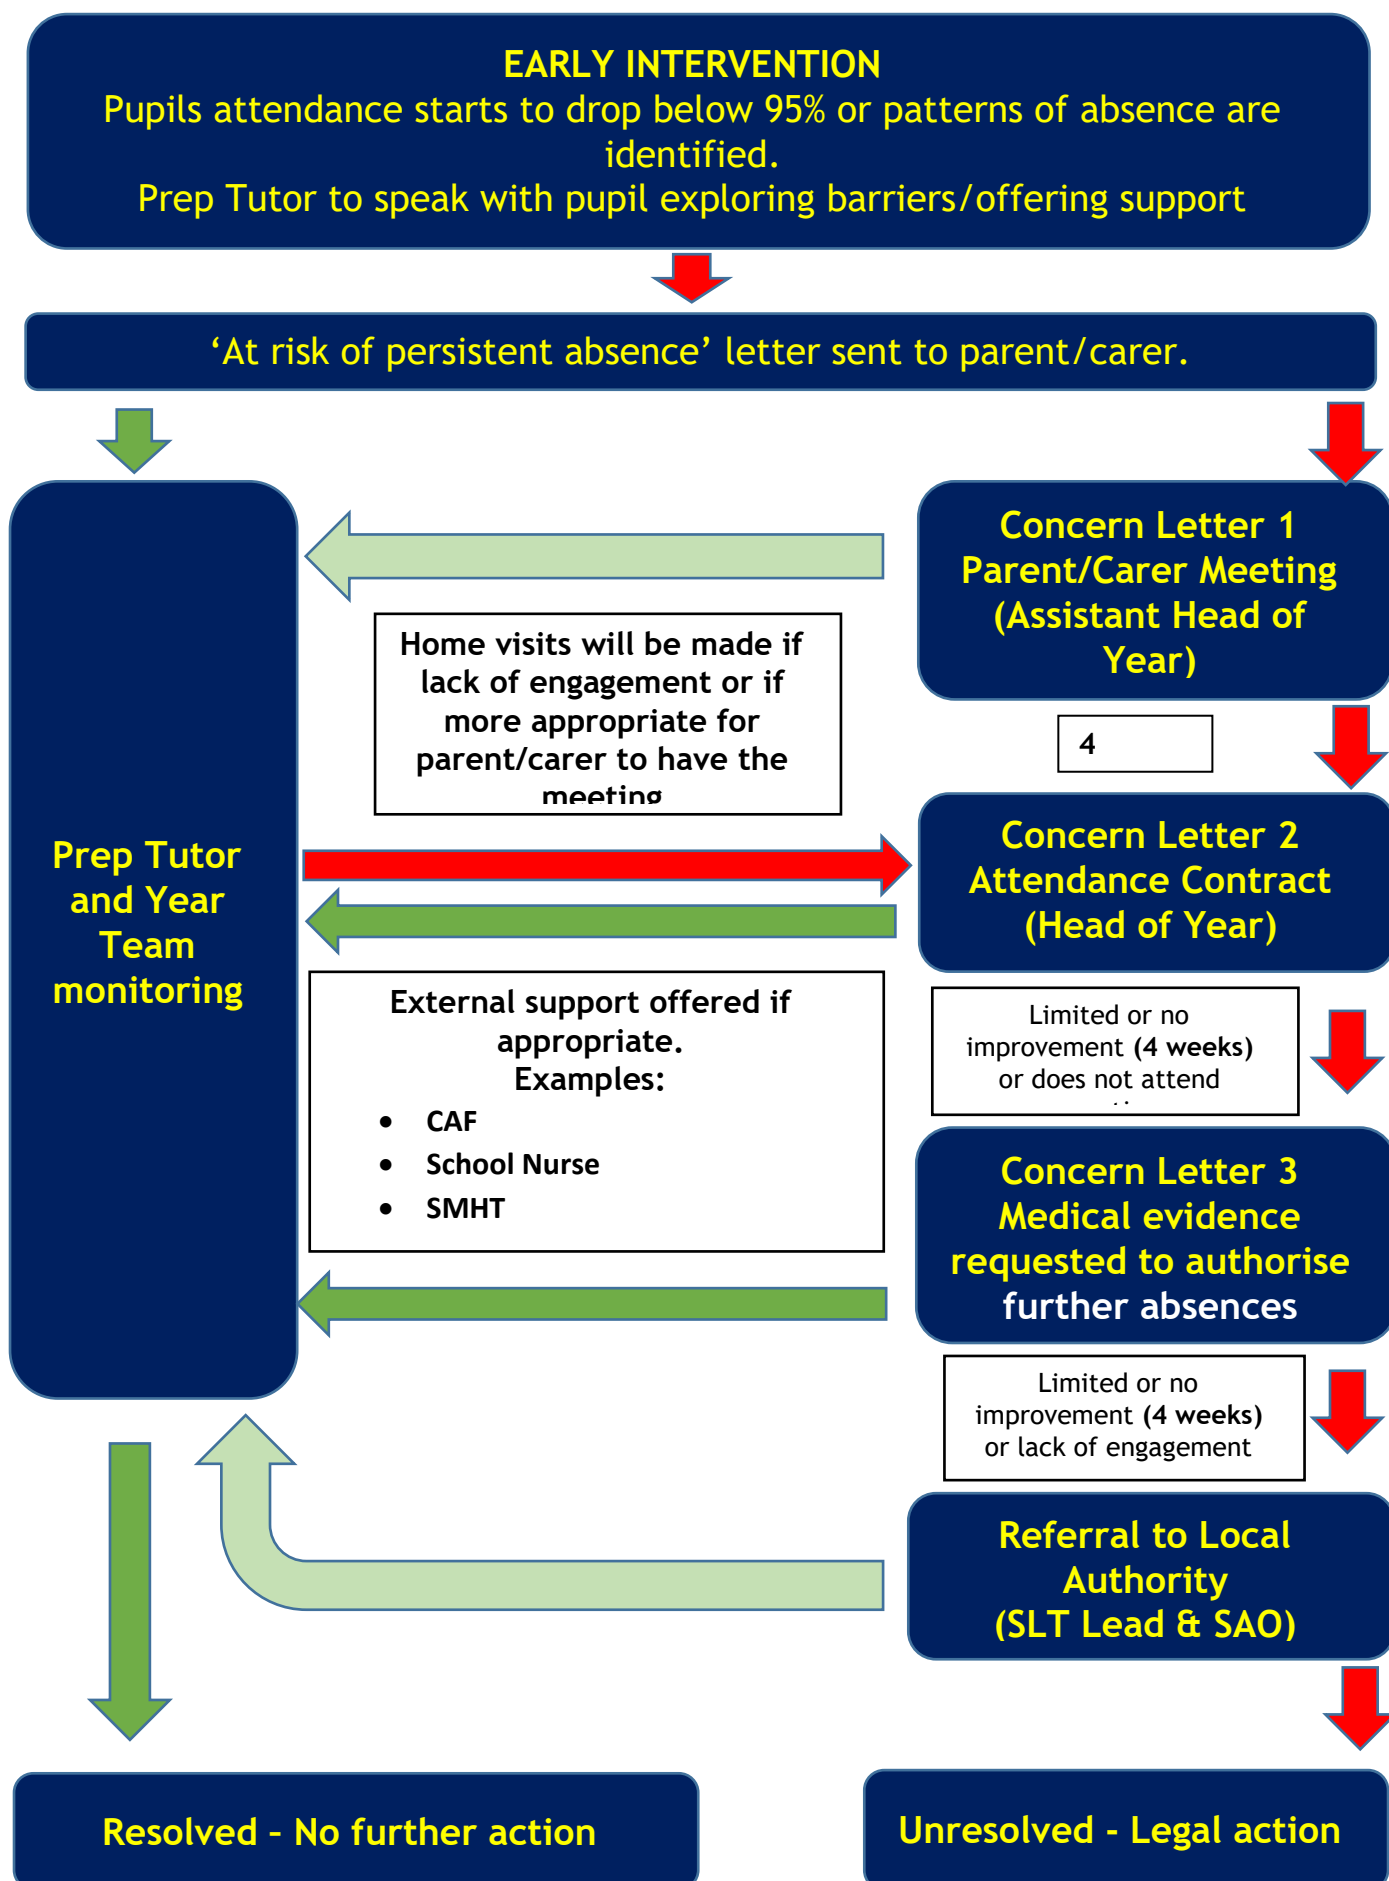 EARLY INTERVENTION
Pupils attendance starts to drop below 95% or patterns of absence are
identified.
Prep Tutor to speak with pupil exploring barriers/offering support
‘At risk of persistent absence’ letter sent to parent/carer.
Concern Letter 1
Parent/Carer Meeting
(Assistant Head of
Year)
Home visits will be made if
lack of engagement or if
more appropriate for
parent/carer to have the
meeting
4
Prep Tutor
and Year
Team
monitoring
Concern Letter 2
Attendance Contract
(Head of Year)
External support offered if
appropriate.
Examples:
• CAF
• School Nurse
• SMHT
Limited or no
improvement (4 weeks)
or does not attend
Concern Letter 3
Medical evidence
requested to authorise
further absences
Limited or no
improvement (4 weeks)
or lack of engagement
Referral to Local
Authority
(SLT Lead & SAO)
Resolved – No further action
Unresolved - Legal action